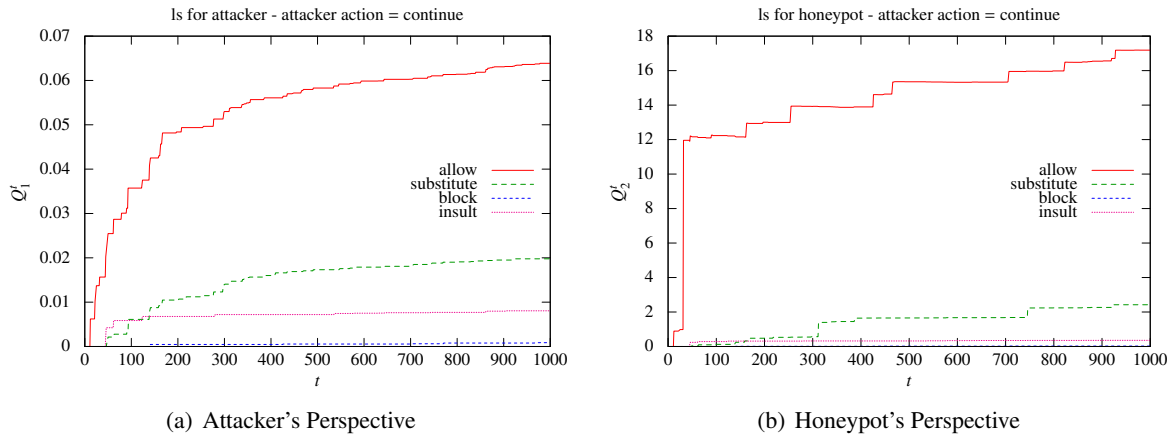 ls for attacker - attacker action = continue
0.07
0.06
0.05
0.04
0.03
0.02
0.01
0
Q₁ᵗ
allow
substitute
block
insult
0 100 200 300 400 500 600 700 800 900 1000
t
(a) Attacker's Perspective
ls for honeypot - attacker action = continue
18
16
14
12
10
8
6
4
2
0
Q₂ᵗ
allow
substitute
block
insult
0 100 200 300 400 500 600 700 800 900 1000
t
(b) Honeypot's Perspective